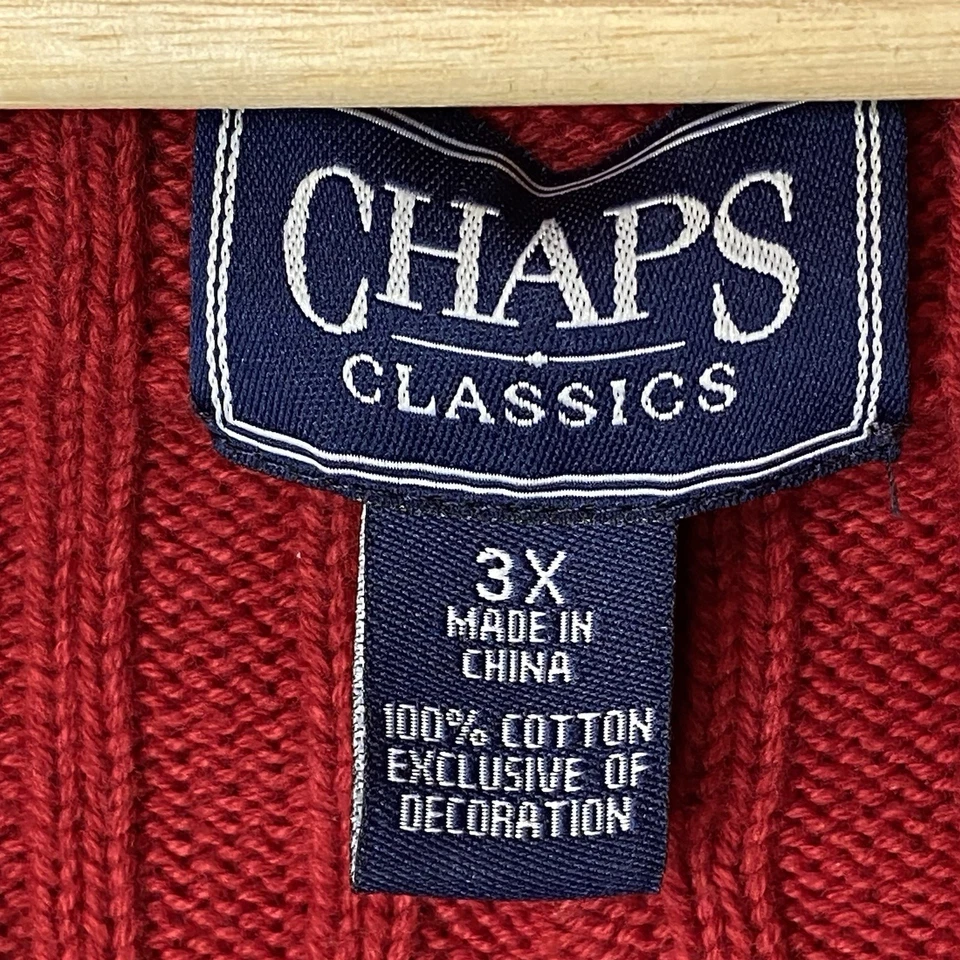 CHAPS
CLASSICS
3X
MADE IN
CHINA
100% COTTON
EXCLUSIVE OF
DECORATION